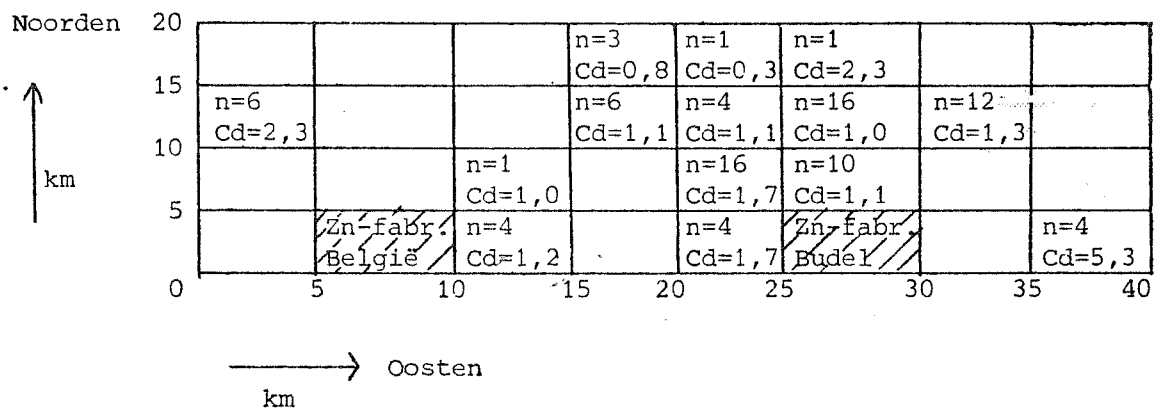 Noorden 20
n=3 n=1 n=1
Cd=0,8 Cd=0,3 Cd=2,3
15
n=6 n=6 n=4 n=16 n=12
Cd=2,3 Cd=1,1 Cd=1,1 Cd=1,0 Cd=1,3
10
km
n=1 n=16 n=10
Cd=1,0 Cd=1,7 Cd=1,1
5
Zn-fabr. n=4 n=4 Zn-fabr. n=4
België Cd=1,2 Cd=1,7 Budel Cd=5,3
0
0 5 10 15 20 25 30 35 40
Oosten
km